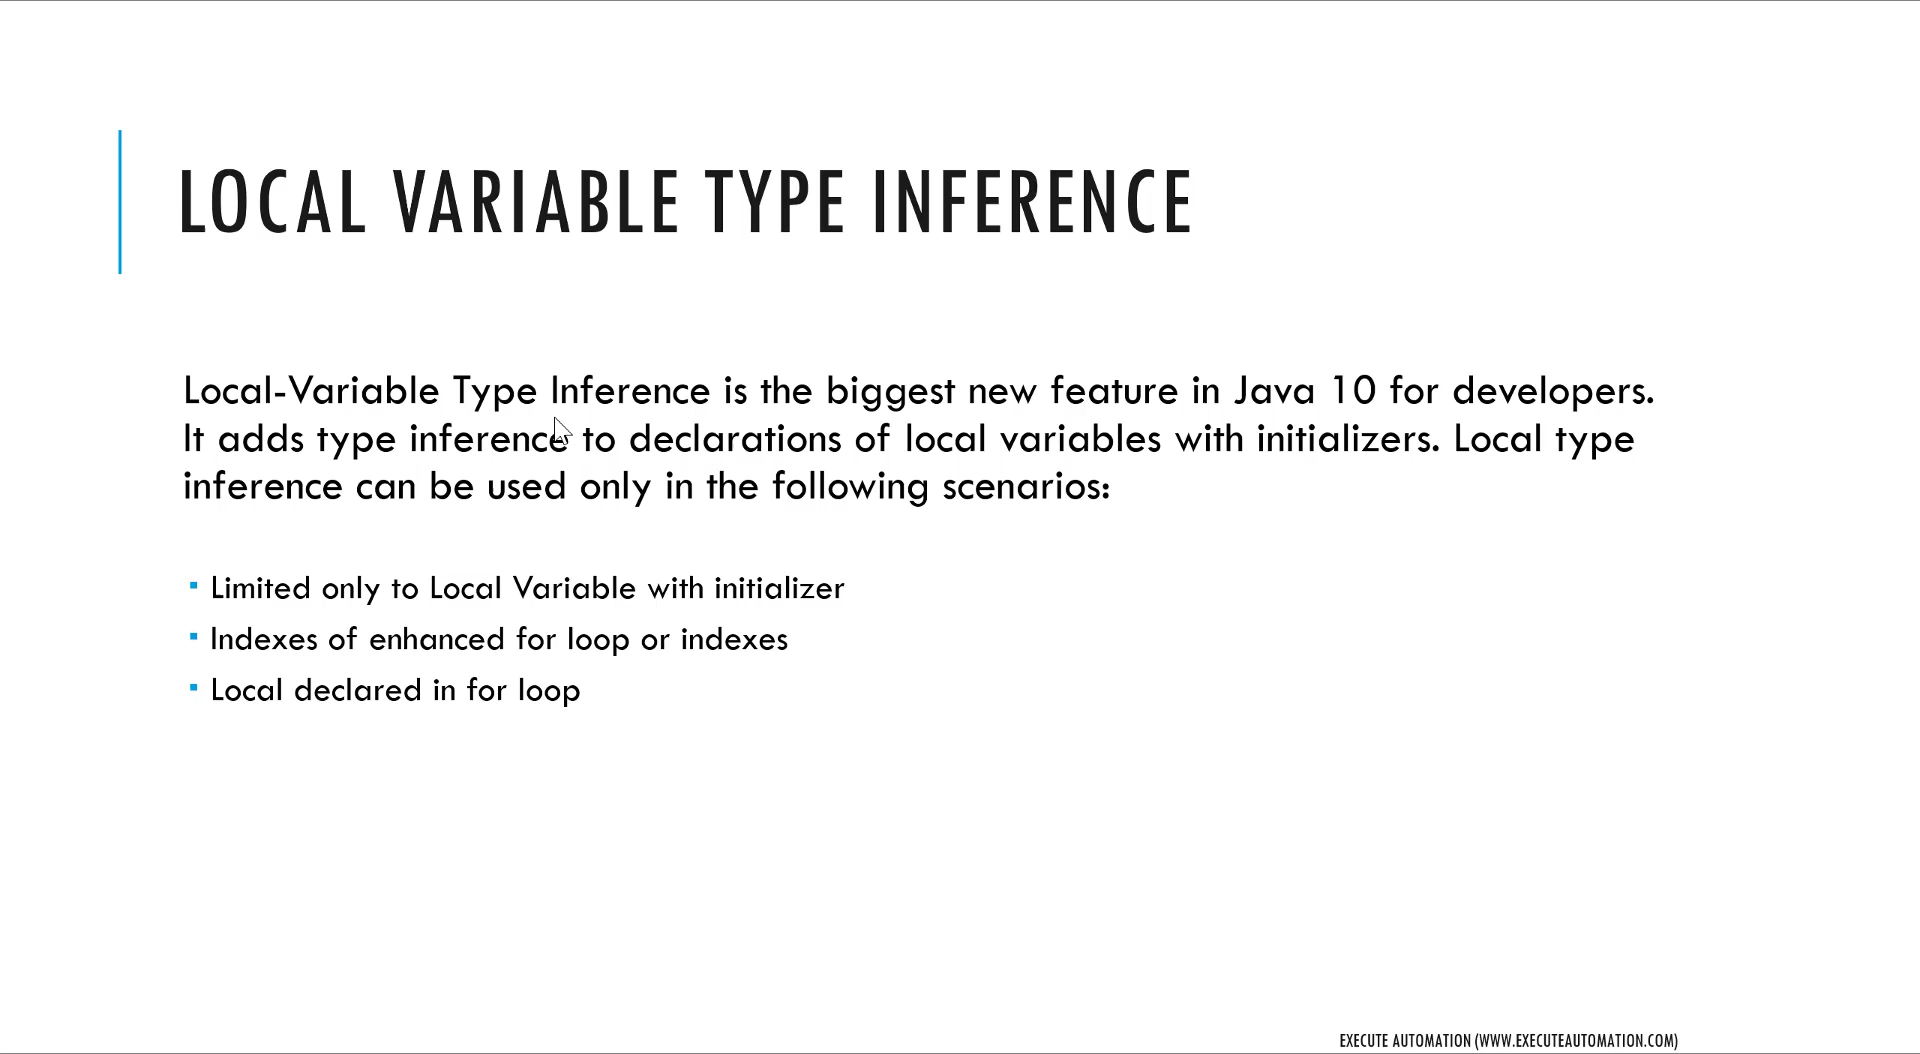 LOCAL VARIABLE TYPE INFERENCE
Local-Variable Type Inference is the biggest new feature in Java 10 for developers.
It adds type inference to declarations of local variables with initializers. Local type
inference can be used only in the following scenarios:
▪ Limited only to Local Variable with initializer
▪ Indexes of enhanced for loop or indexes
▪ Local declared in for loop
EXECUTE AUTOMATION (WWW.EXECUTEAUTOMATION.COM)